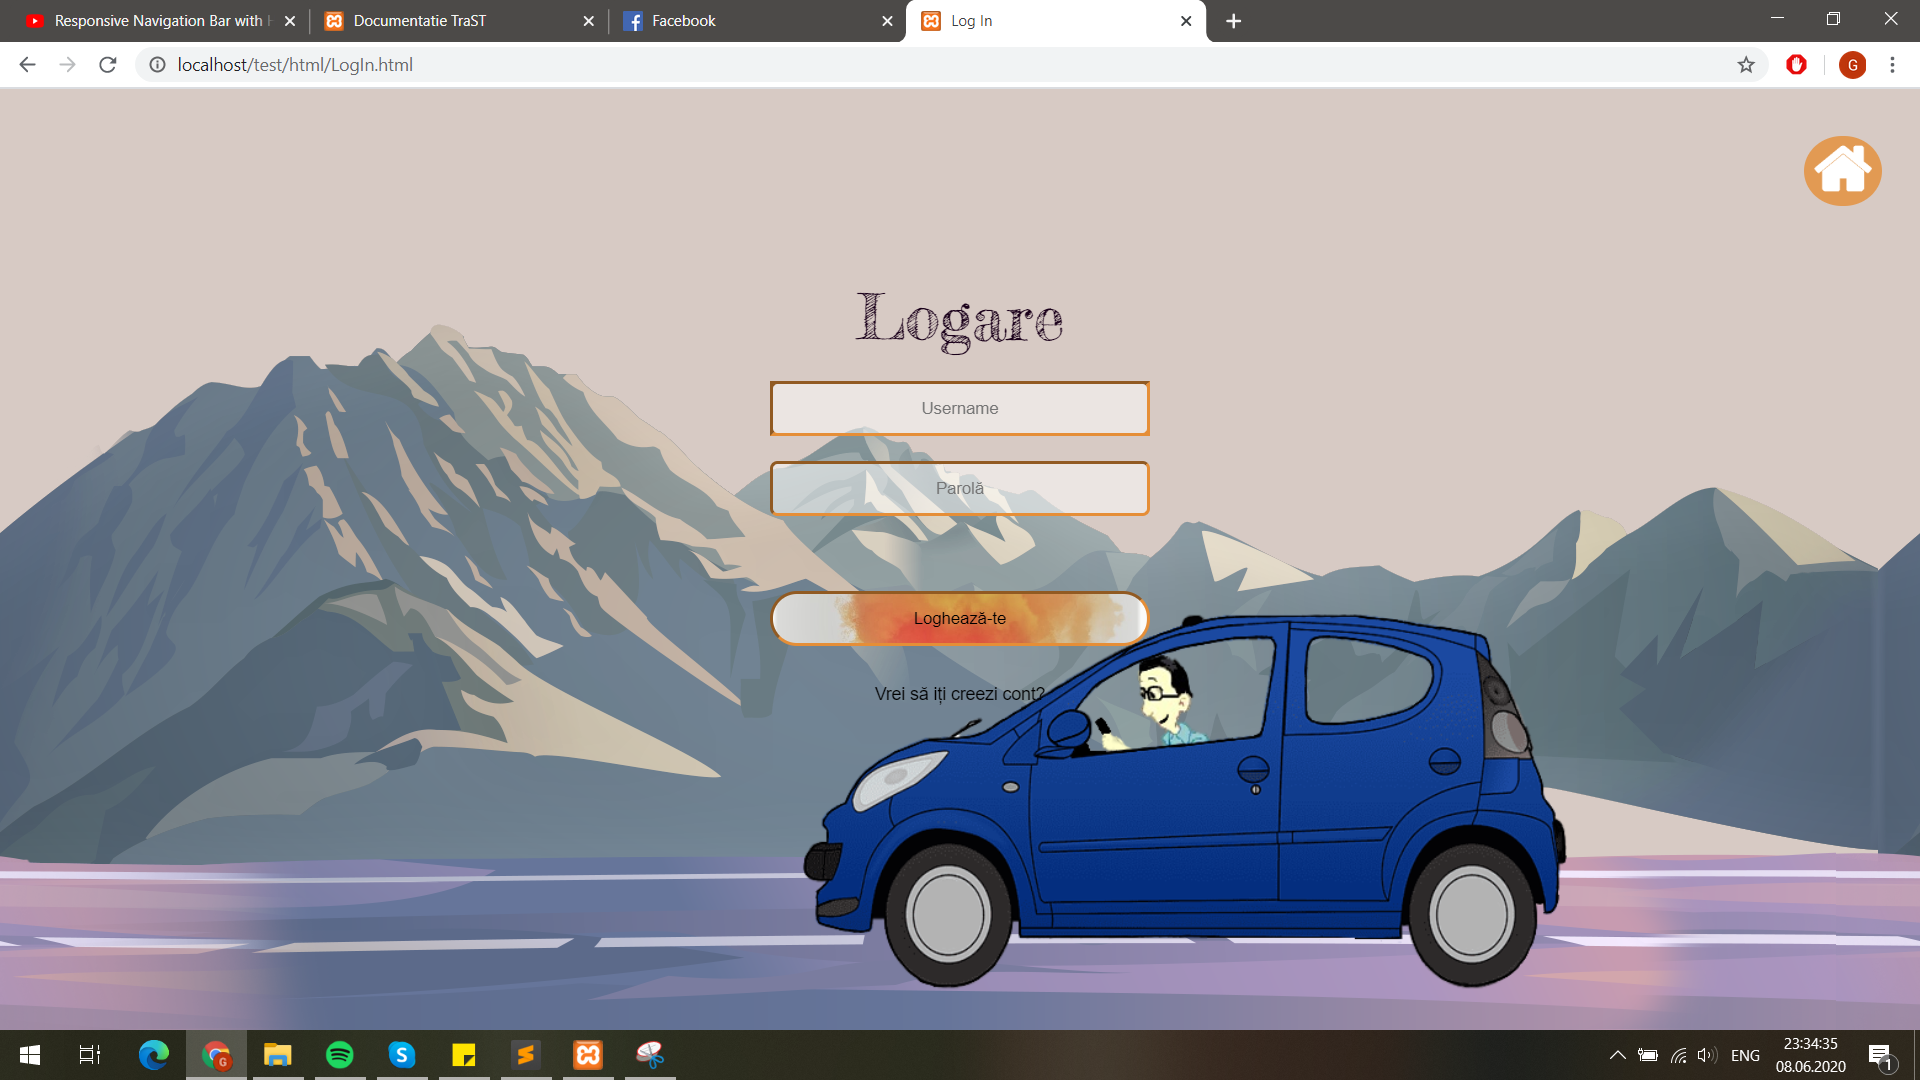 Responsive Navigation Bar with
Documentatie TraST
Facebook
Log In
localhost/test/html/LogIn.html
G
Logare
Username
Parolă
Loghează-te
Vrei să iți creezi cont?
G
S
ENG
23:34:35
08.06.2020
1